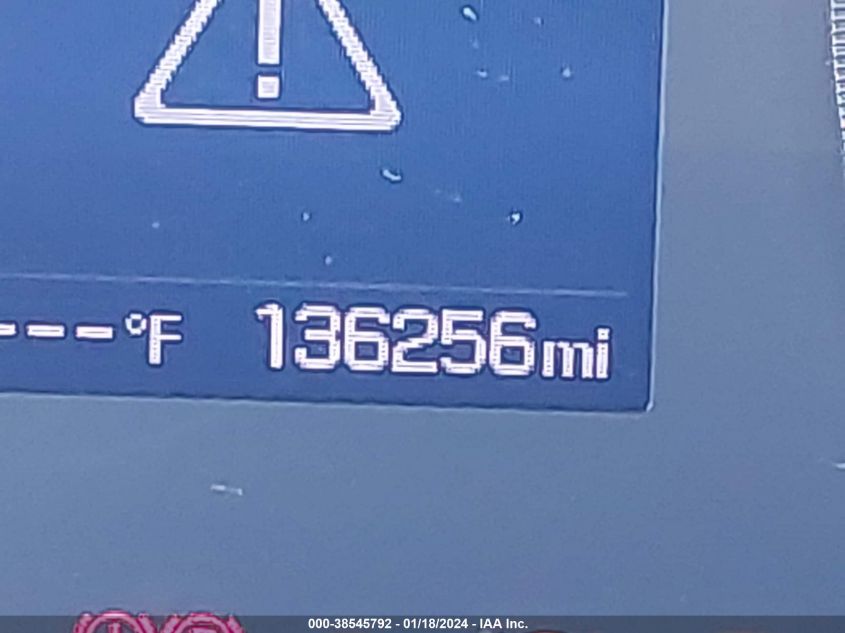 ---°F 136256mi
000-38545792 - 01/18/2024 - IAA Inc.